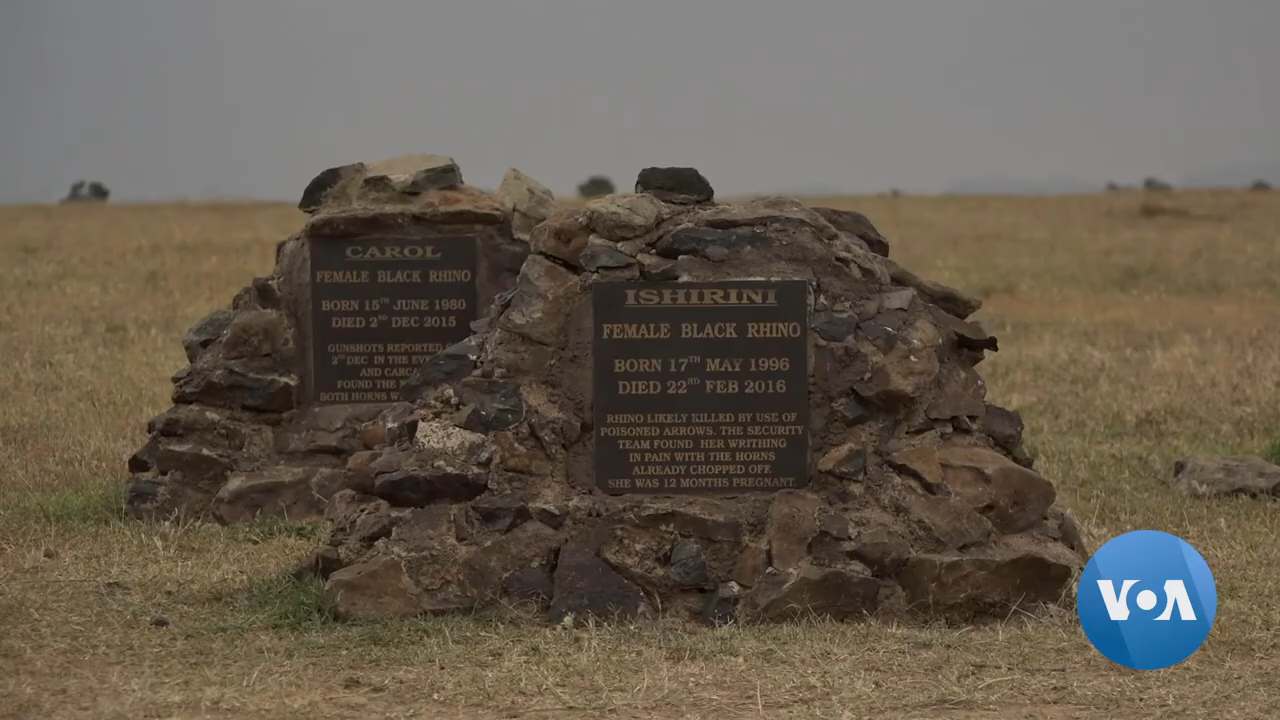 CAROL
FEMALE BLACK RHINO
BORN 15TH JUNE 1980
DIED 2ND DEC 2015
GUNSHOTS REPORTED
2ND DEC IN THE
AND
FOUND THE
BOTH HORNS
ISHIRINI
FEMALE BLACK RHINO
BORN 17TH MAY 1996
DIED 22ND FEB 2016
RHINO LIKELY KILLED BY USE OF
POISONED ARROWS. THE SECURITY
TEAM FOUND HER WRITHING
IN PAIN WITH THE HORNS
ALREADY CHOPPED OFF.
SHE WAS 12 MONTHS PREGNANT.
VOA